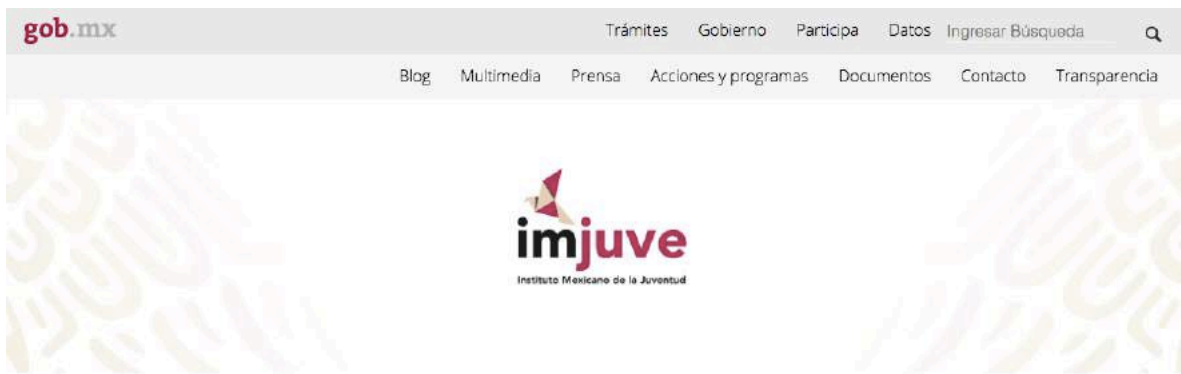 gob.mx Trámites Gobierno Participa Datos Ingresar Búsqueda
Blog Multimedia Prensa Acciones y programas Documentos Contacto Transparencia
imjuve
Instituto Mexicano de la Juventud